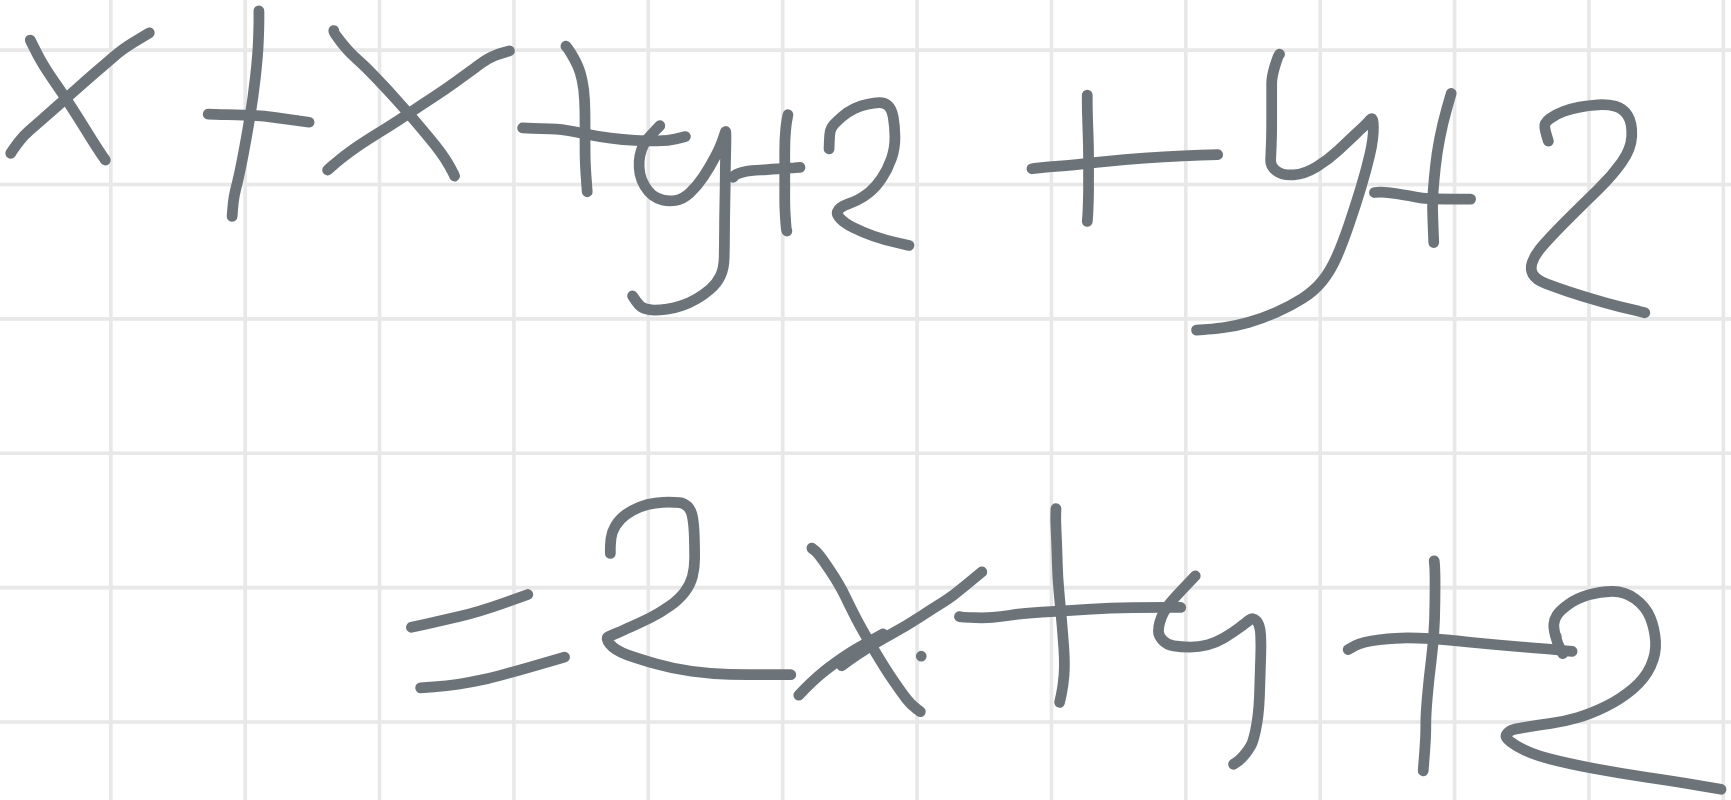 x + x + y + 2 + y + 2
= 2x + y + 2